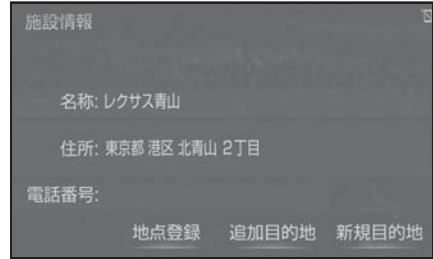 施設情報
名称: レクサス青山
住所: 東京都 港区 北青山 2丁目
電話番号:
地点登録 追加目的地 新規目的地